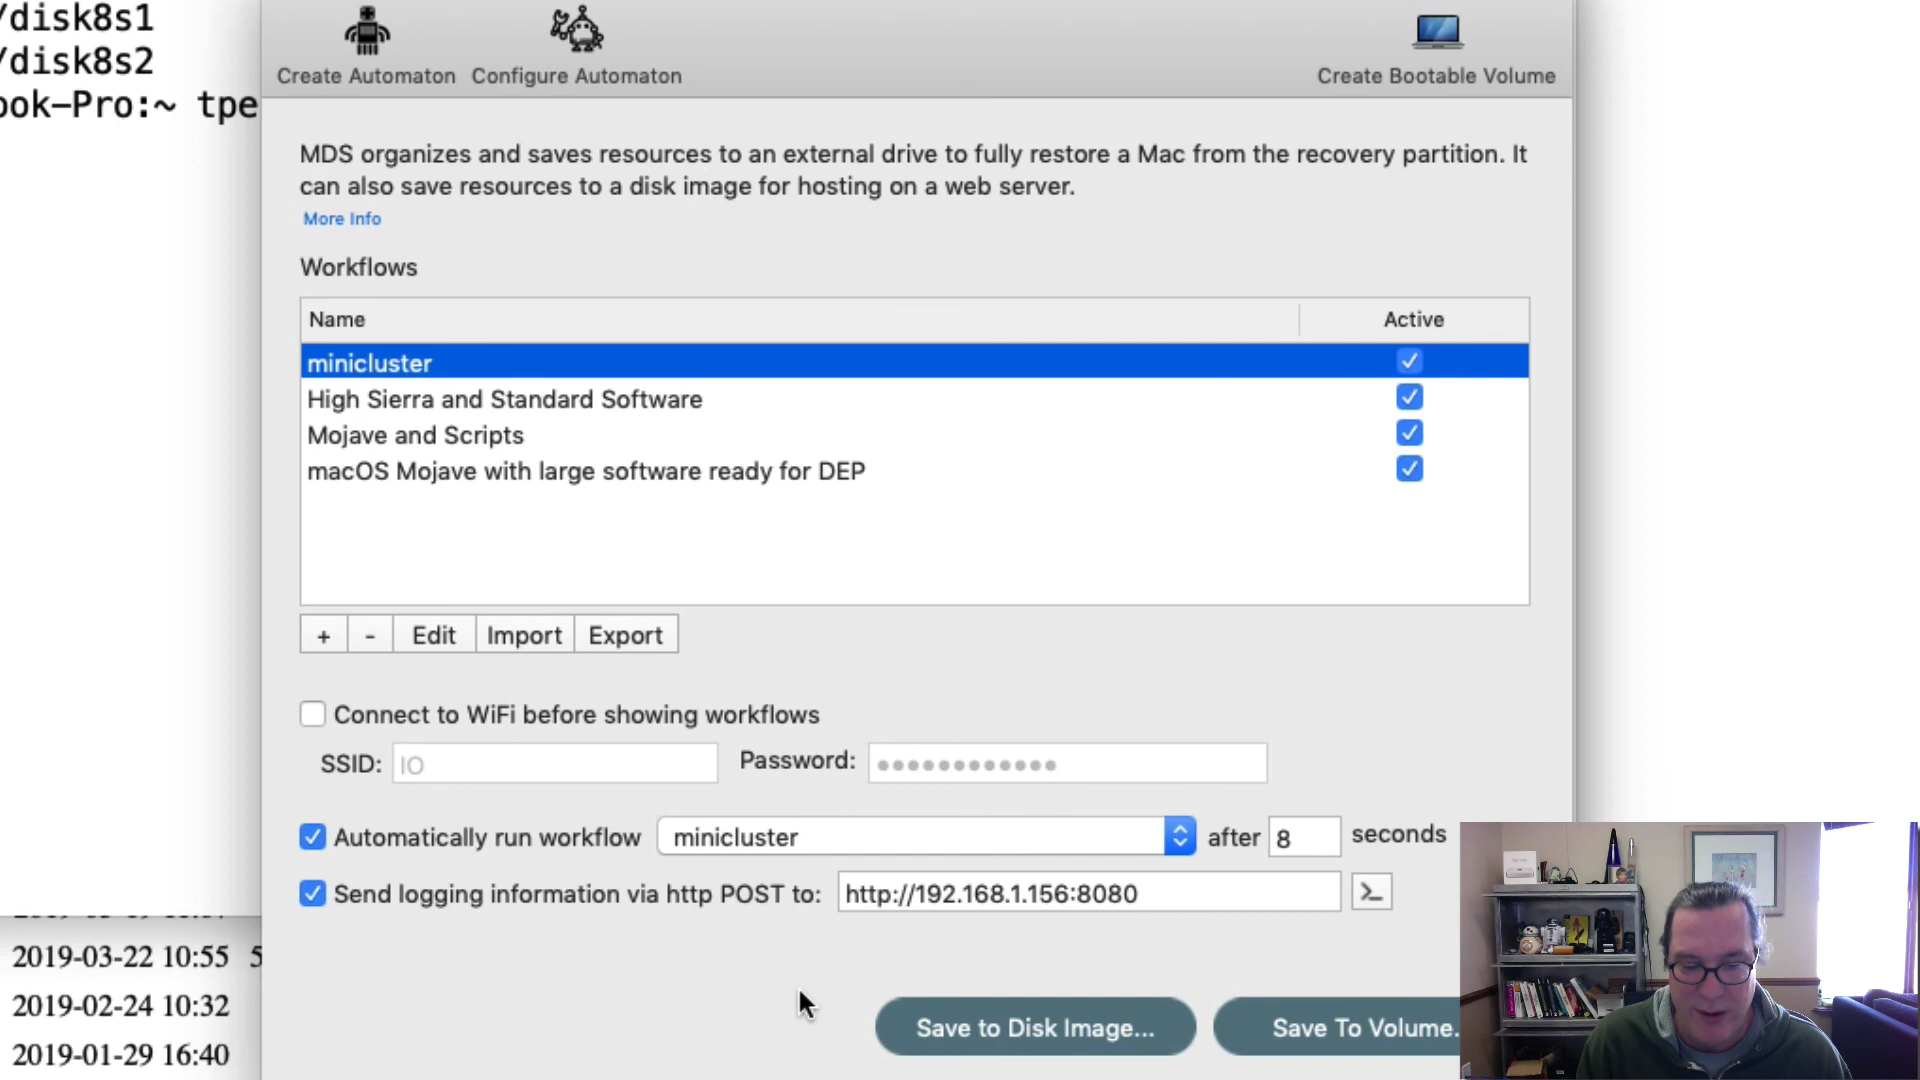 /disk8s1
/disk8s2
ook-Pro:~ tpe
Create Automaton
Configure Automaton
Create Bootable Volume
MDS organizes and saves resources to an external drive to fully restore a Mac from the recovery partition. It
can also save resources to a disk image for hosting on a web server.
More Info
Workflows
Name
Active
minicluster
High Sierra and Standard Software
Mojave and Scripts
macOS Mojave with large software ready for DEP
+
-
Edit
Import
Export
Connect to WiFi before showing workflows
SSID:
IO
Password:
●●●●●●●●●●●●
Automatically run workflow
minicluster
after
8
seconds
Send logging information via http POST to:
http://192.168.1.156:8080
2019-03-22 10:55 5
2019-02-24 10:32
2019-01-29 16:40
Save to Disk Image...
Save To Volume.